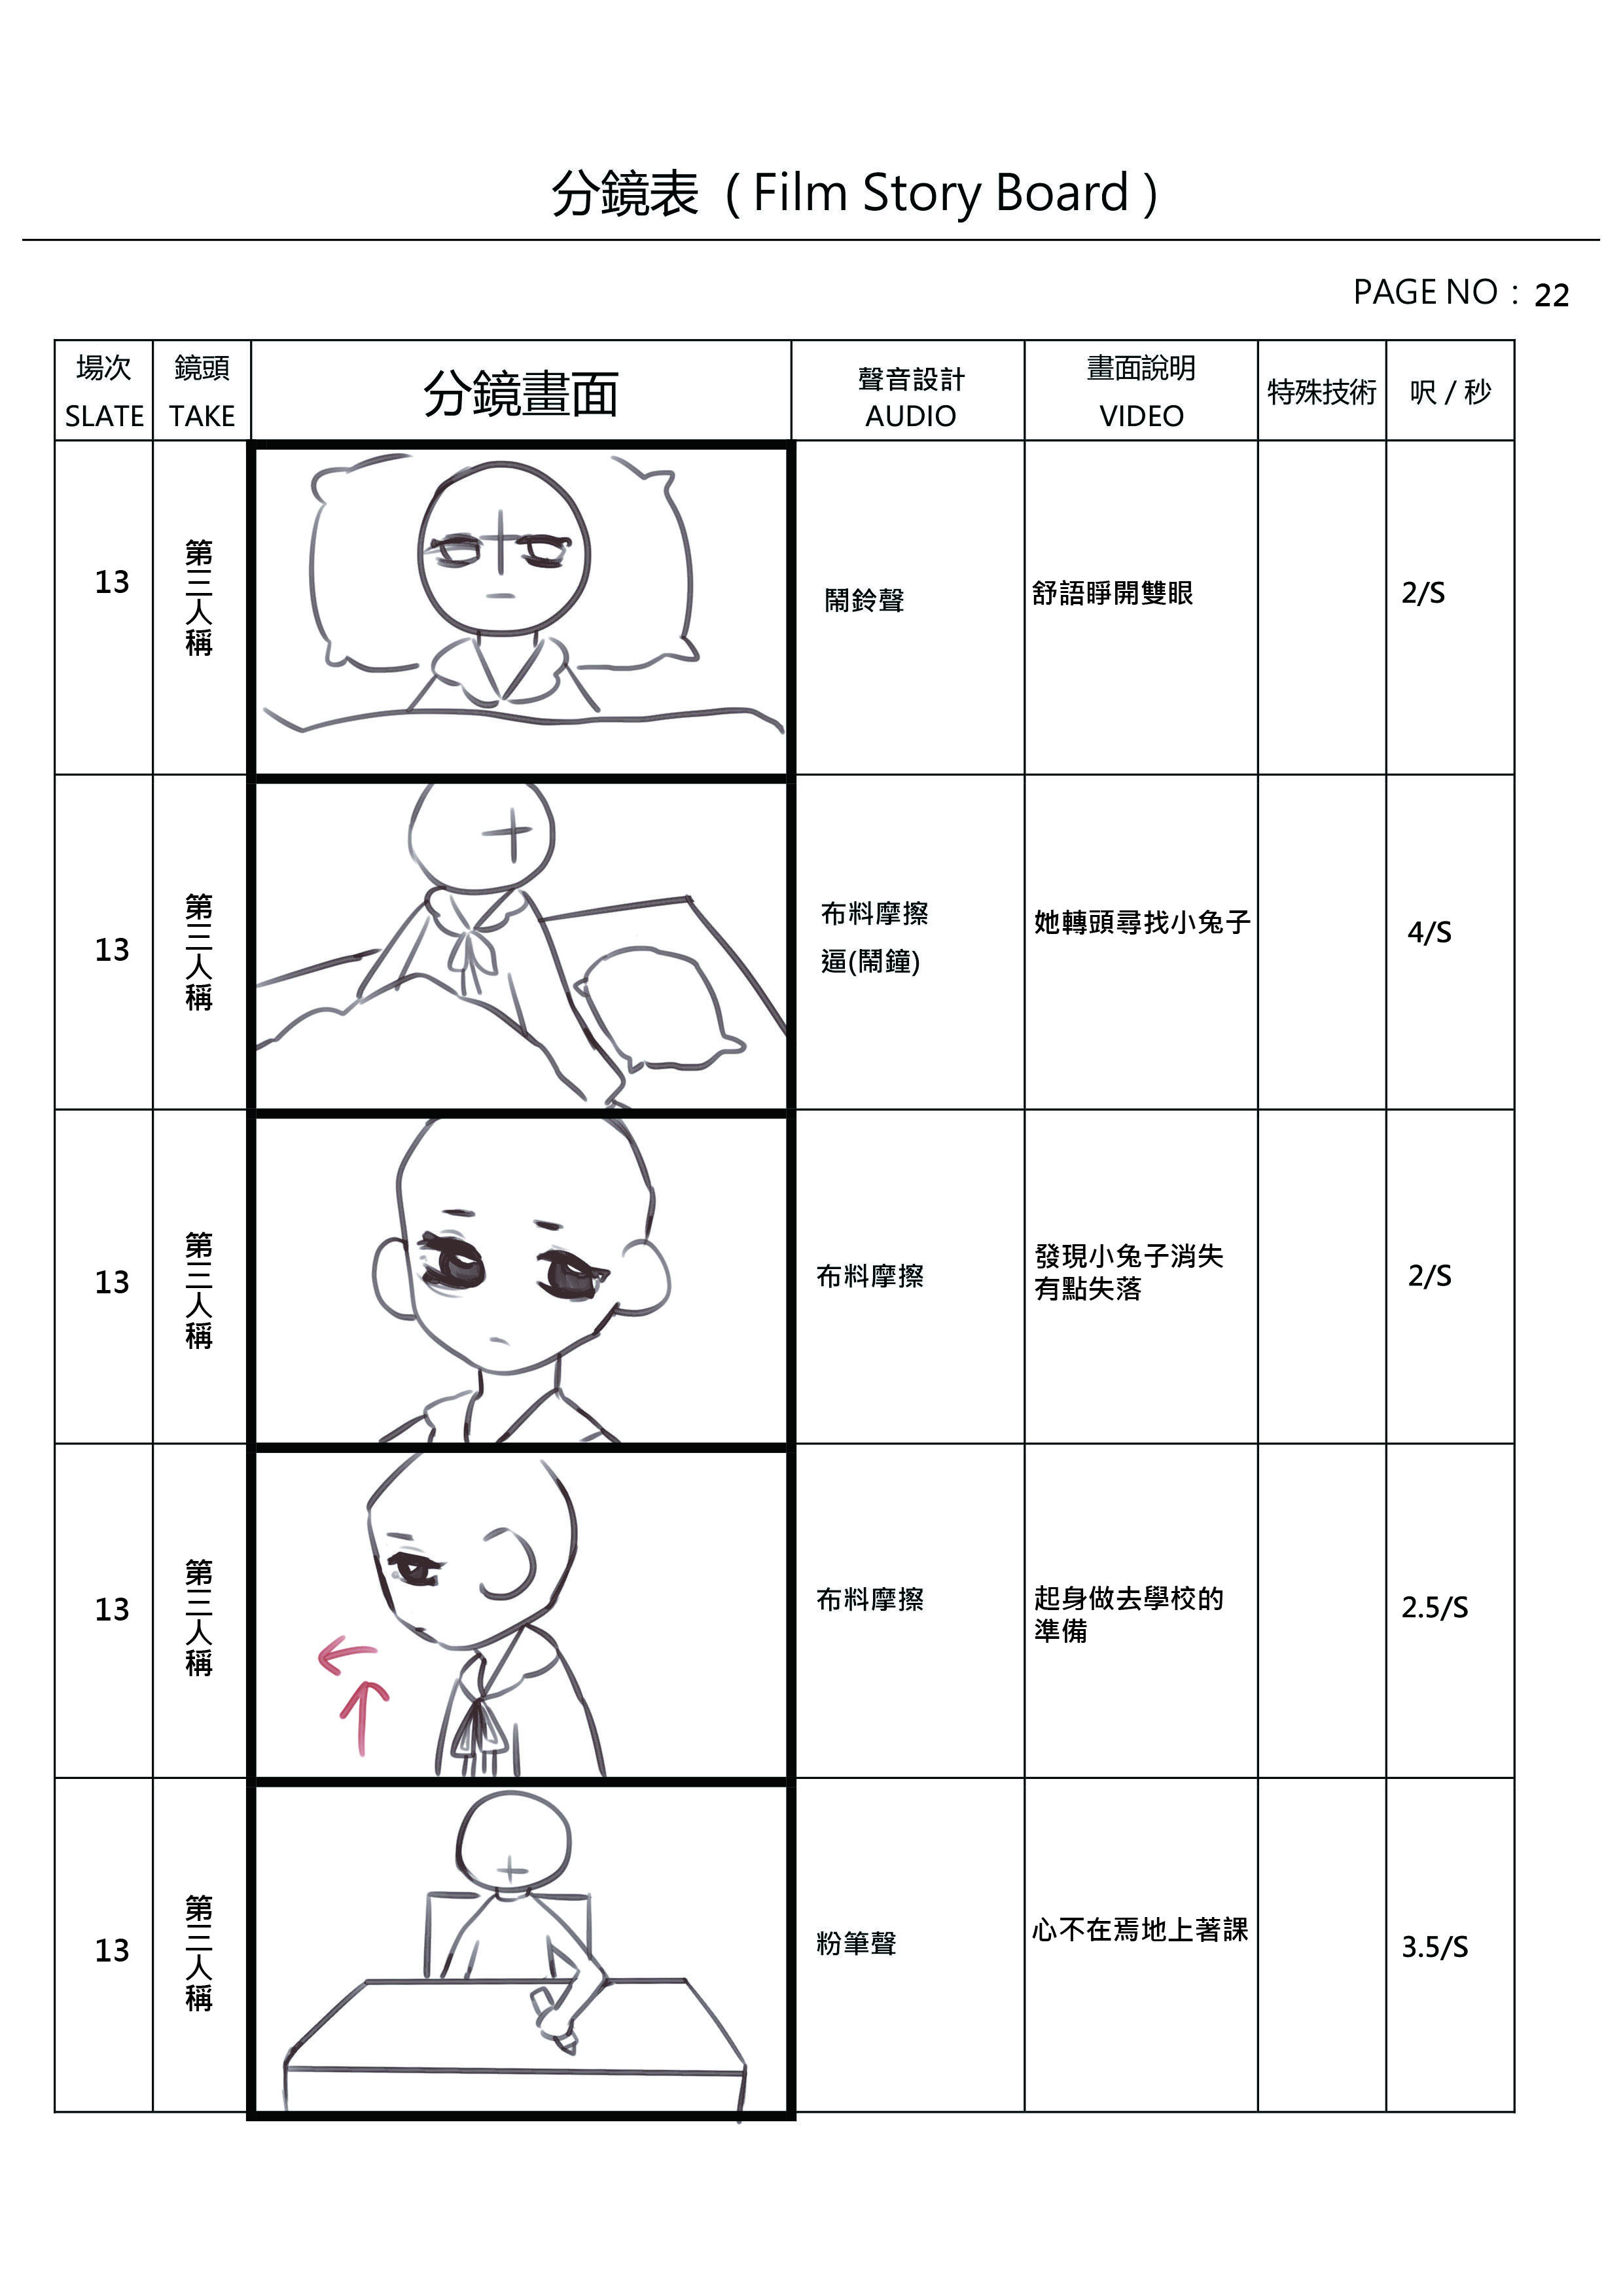 分鏡表 ( Film Story Board )
PAGE NO : 22
場次 鏡頭 分鏡畫面 聲音設計 畫面說明 特殊技術 呎 / 秒
SLATE TAKE AUDIO VIDEO
13 第三人稱 鬧鈴聲 舒語睜開雙眼 2/S
13 第三人稱 布料摩擦 她轉頭尋找小兔子 4/S
逼(鬧鐘)
13 第三人稱 布料摩擦 發現小兔子消失 2/S
有點失落
13 第三人稱 布料摩擦 起身做去學校的 2.5/S
準備
13 第三人稱 粉筆聲 心不在焉地上著課 3.5/S